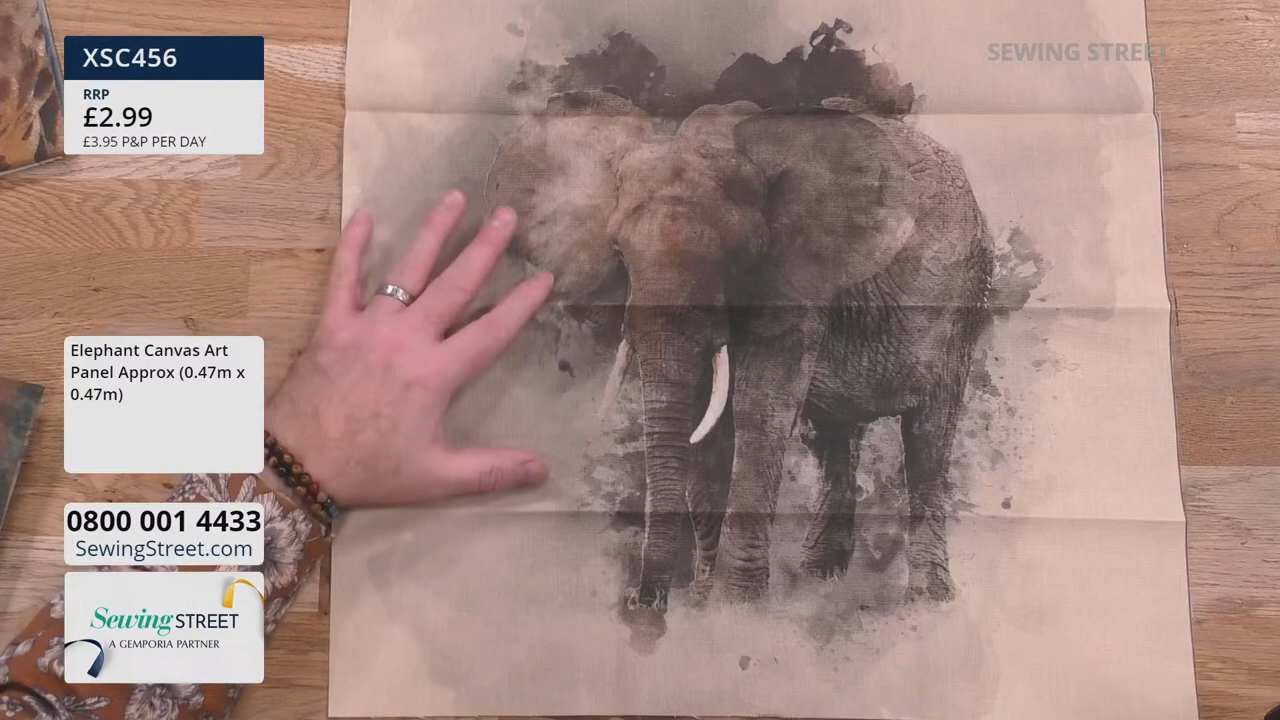 XSC456
RRP
£2.99
£3.95 P&P PER DAY
SEWING STREET
Elephant Canvas Art
Panel Approx (0.47m x
0.47m)
0800 001 4433
SewingStreet.com
Sewing STREET
A GEMPORIA PARTNER